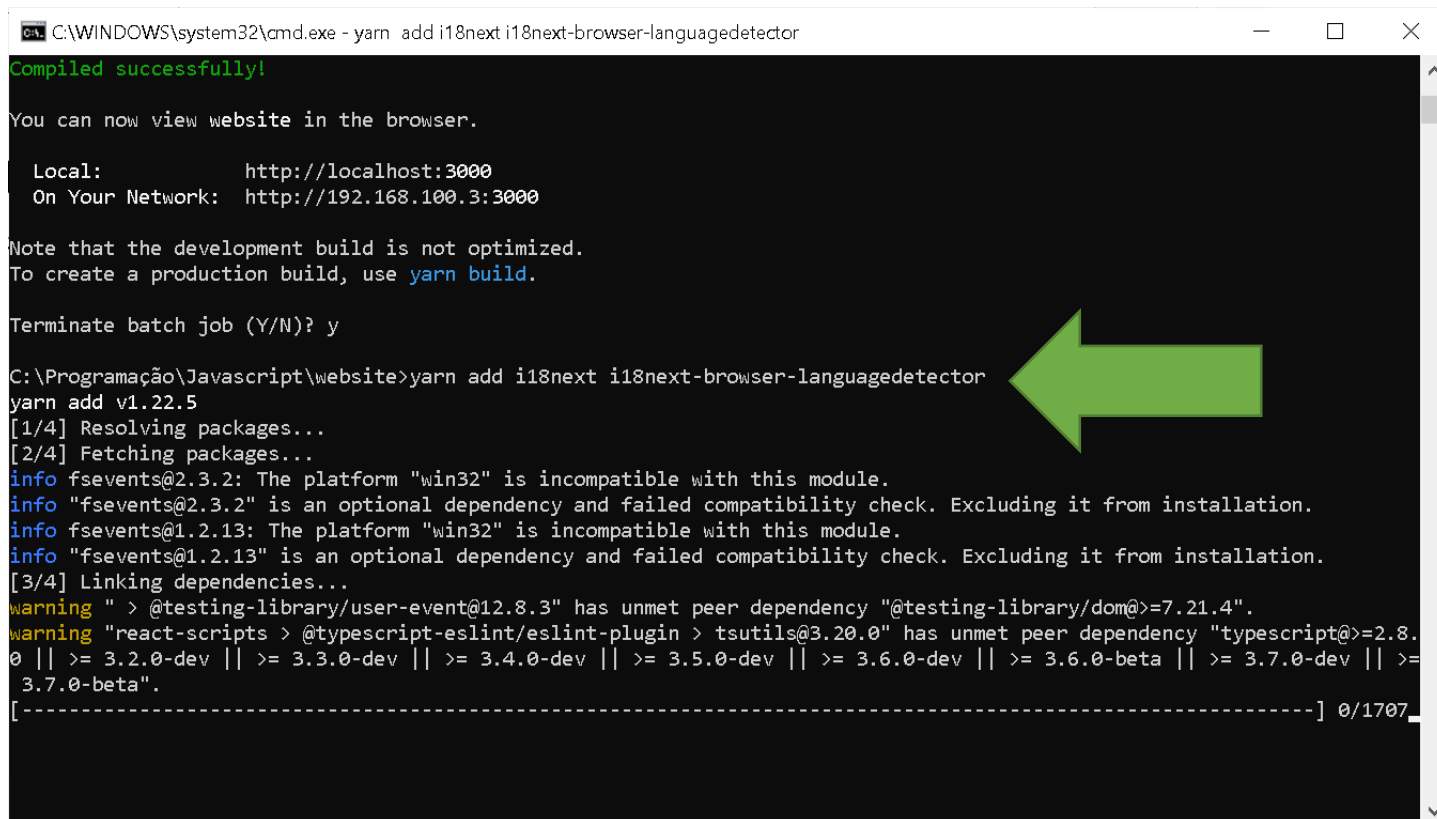 C:\WINDOWS\system32\cmd.exe - yarn  add i18next i18next-browser-languagedetector
Compiled successfully!
You can now view website in the browser.
Local:            http://localhost:3000
On Your Network:  http://192.168.100.3:3000
Note that the development build is not optimized.
To create a production build, use yarn build.
Terminate batch job (Y/N)? y
C:\Programação\Javascript\website>yarn add i18next i18next-browser-languagedetector
yarn add v1.22.5
[1/4] Resolving packages...
[2/4] Fetching packages...
info fsevents@2.3.2: The platform "win32" is incompatible with this module.
info "fsevents@2.3.2" is an optional dependency and failed compatibility check. Excluding it from installation.
info fsevents@1.2.13: The platform "win32" is incompatible with this module.
info "fsevents@1.2.13" is an optional dependency and failed compatibility check. Excluding it from installation.
[3/4] Linking dependencies...
warning " > @testing-library/user-event@12.8.3" has unmet peer dependency "@testing-library/dom@>=7.21.4".
warning "react-scripts > @typescript-eslint/eslint-plugin > tsutils@3.20.0" has unmet peer dependency "typescript@>=2.8.
0 || >= 3.2.0-dev || >= 3.3.0-dev || >= 3.4.0-dev || >= 3.5.0-dev || >= 3.6.0-dev || >= 3.6.0-beta || >= 3.7.0-dev || >=
3.7.0-beta".
[--------------------------------------------------------------------------------------------------------------] 0/1707